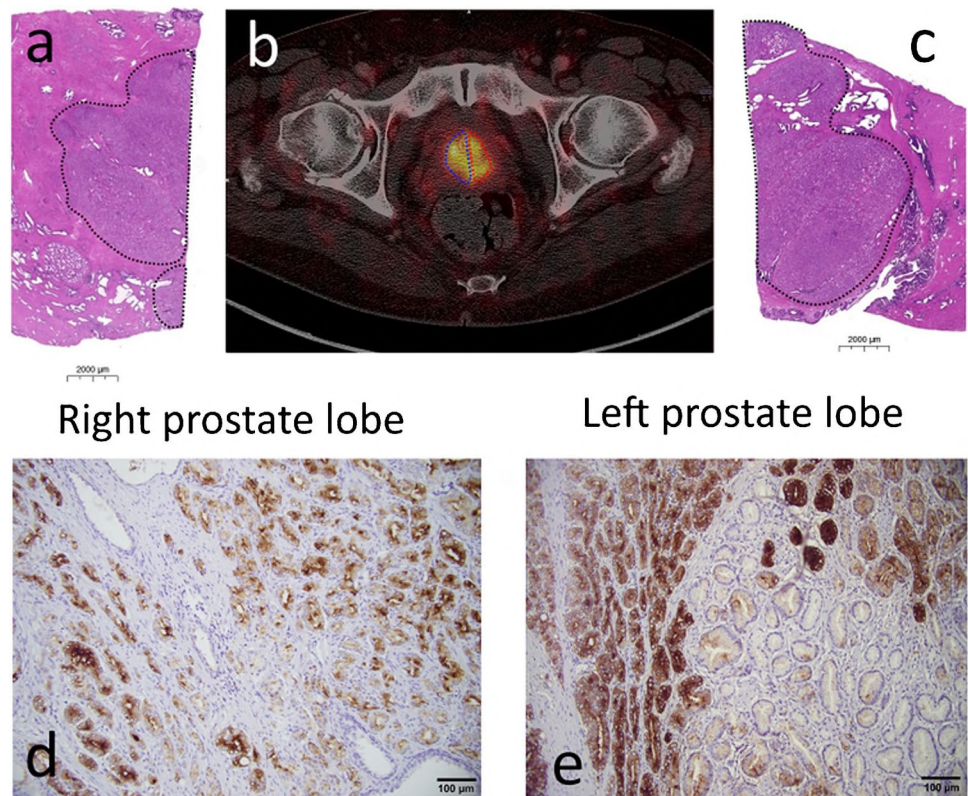 a
b
c
2000 µm
2000 µm
Right prostate lobe
Left prostate lobe
d
100 µm
e
100 µm